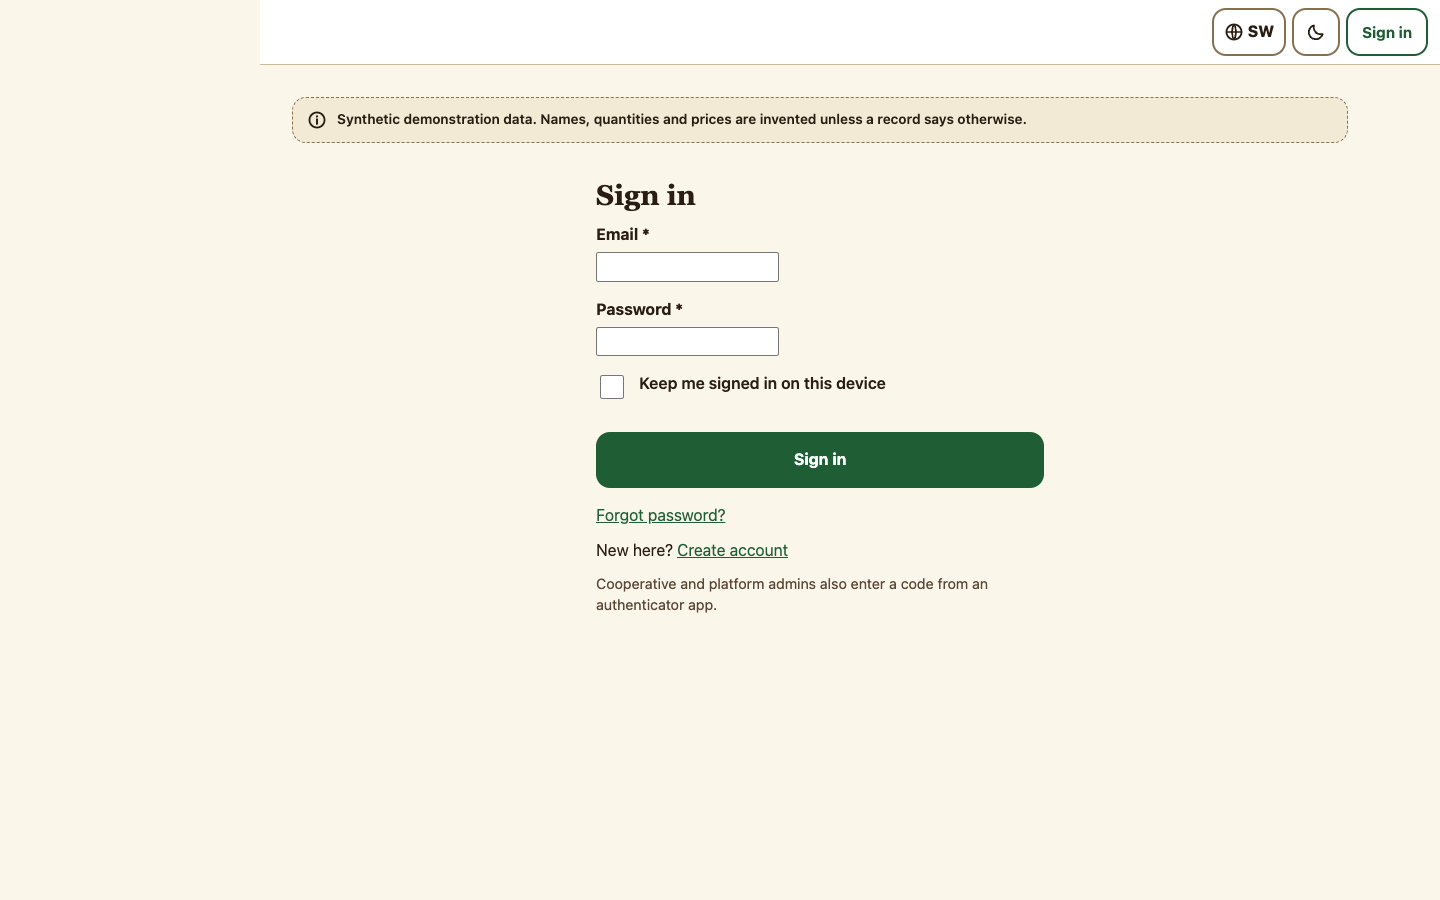 SW
Sign in
Synthetic demonstration data. Names, quantities and prices are invented unless a record says otherwise.
Sign in
Email *
Password *
Keep me signed in on this device
Sign in
Forgot password?
New here? Create account
Cooperative and platform admins also enter a code from an
authenticator app.